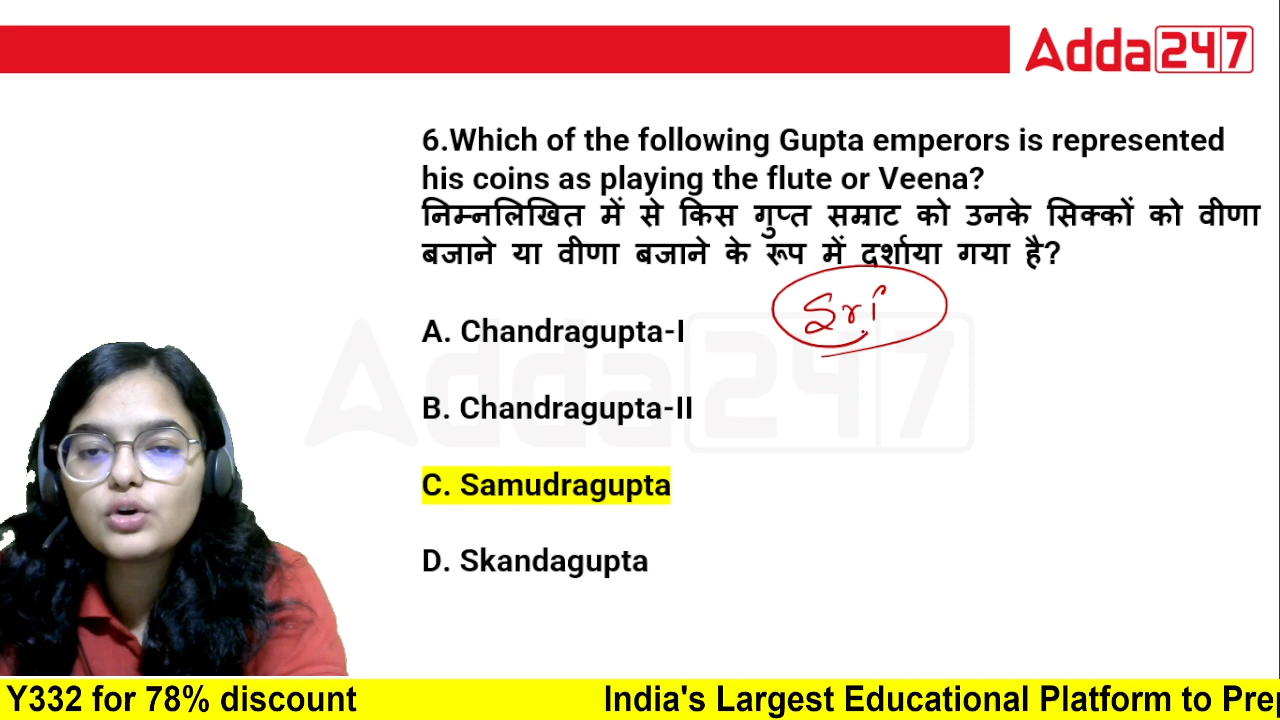 Adda247
6.Which of the following Gupta emperors is represented
his coins as playing the flute or Veena?
निम्नलिखित में से किस गुप्त सम्राट को उनके सिक्कों को वीणा
बजाने या वीणा बजाने के रूप में दर्शाया गया है?
Sri
A. Chandragupta-I
Adda247
B. Chandragupta-II
C. Samudragupta
D. Skandagupta
Y332 for 78% discount India's Largest Educational Platform to Prep